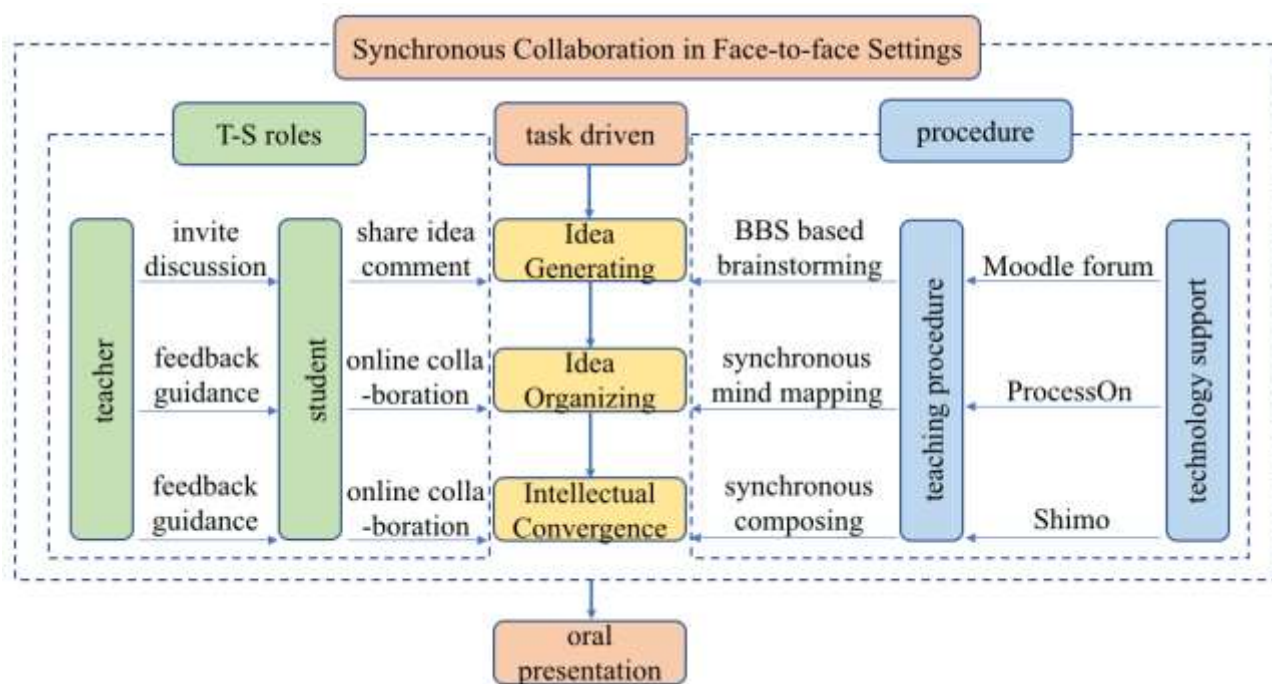 Synchronous Collaboration in Face-to-face Settings
T-S roles
task driven
procedure
teacher
invite
discussion
student
share idea
comment
Idea
Generating
BBS based
brainstorming
teaching procedure
Moodle forum
technology support
feedback
guidance
online colla
-boration
Idea
Organizing
synchronous
mind mapping
ProcessOn
feedback
guidance
online colla
-boration
Intellectual
Convergence
synchronous
composing
Shimo
oral
presentation